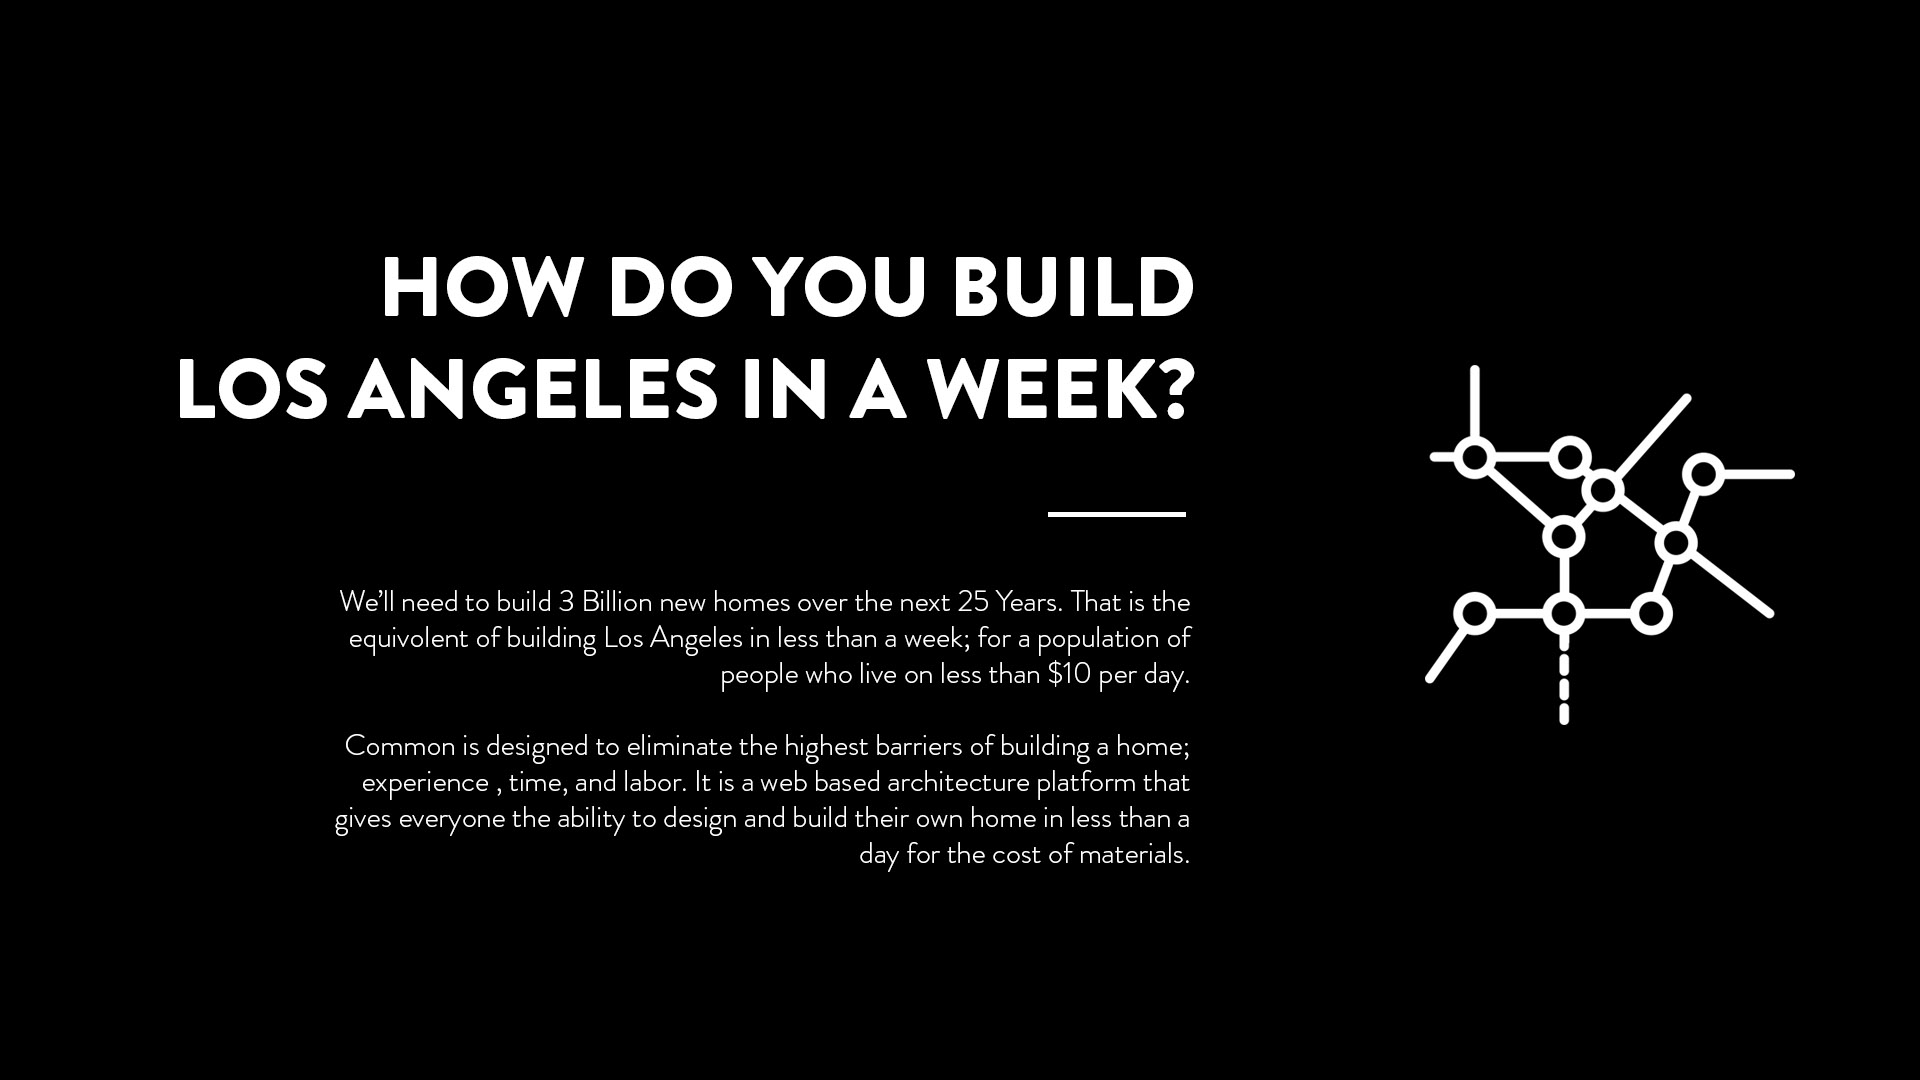 HOW DO YOU BUILD
LOS ANGELES IN A WEEK?
We'll need to build 3 Billion new homes over the next 25 Years. That is the
equivolent of building Los Angeles in less than a week; for a population of
people who live on less than $10 per day.
Common is designed to eliminate the highest barriers of building a home;
experience , time, and labor. It is a web based architecture platform that
gives everyone the ability to design and build their own home in less than a
day for the cost of materials.